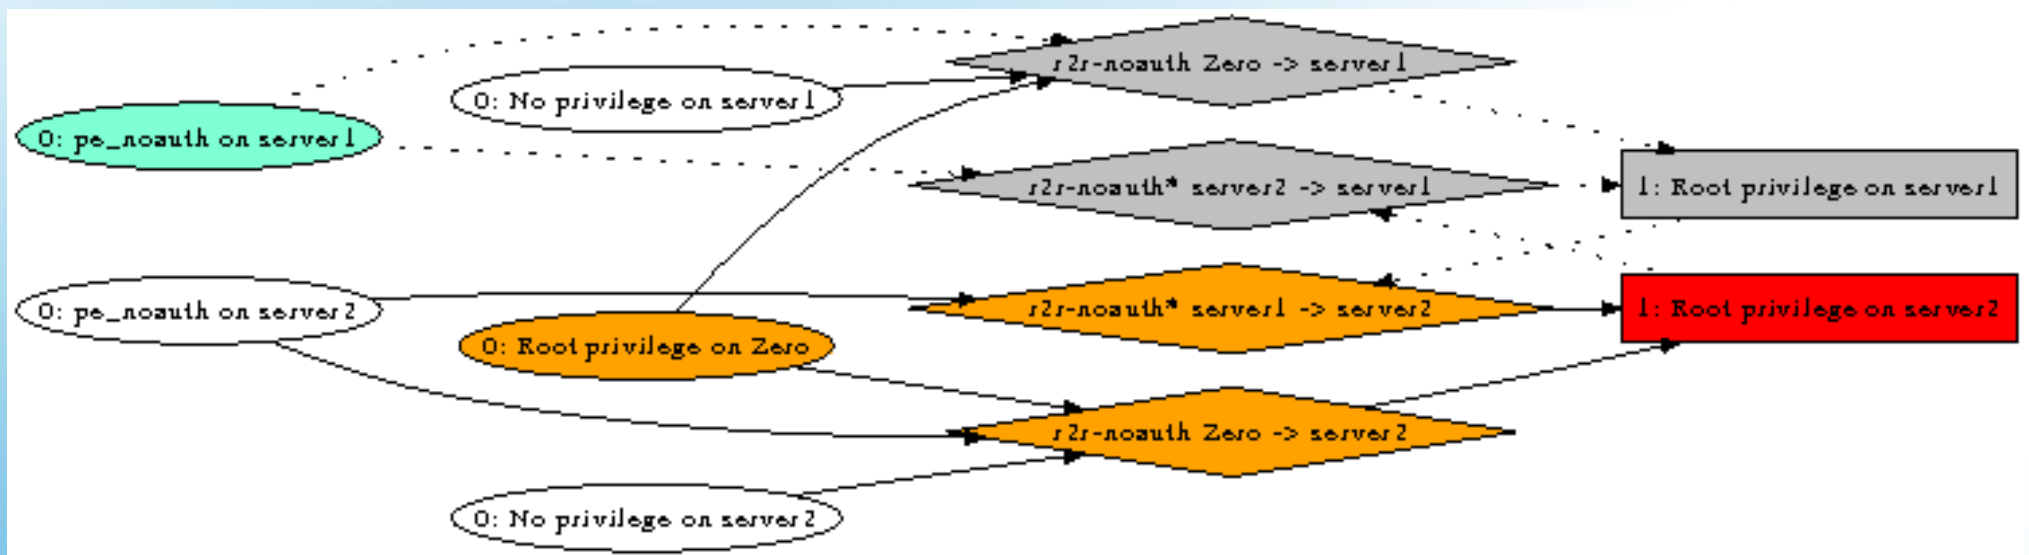 r2r-noauth Zero -> server1
0: No privilege on server1
0: pe_noauth on server1
r2r-noauth* server2 -> server1
1: Root privilege on server1
0: pe_noauth on server2
r2r-noauth* server1 -> server2
1: Root privilege on server2
0: Root privilege on Zero
r2r-noauth Zero -> server2
0: No privilege on server2